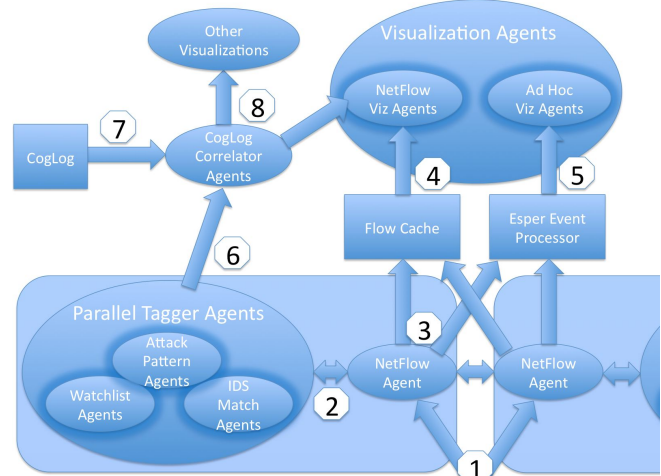 Other
Visualizations
Visualization Agents
NetFlow
Viz Agents
Ad Hoc
Viz Agents
7
8
CogLog
CogLog
Correlator
Agents
4
5
Flow Cache
Esper Event
Processor
6
Parallel Tagger Agents
3
Attack
Pattern
Agents
Watchlist
Agents
IDS
Match
Agents
2
NetFlow
Agent
NetFlow
Agent
1